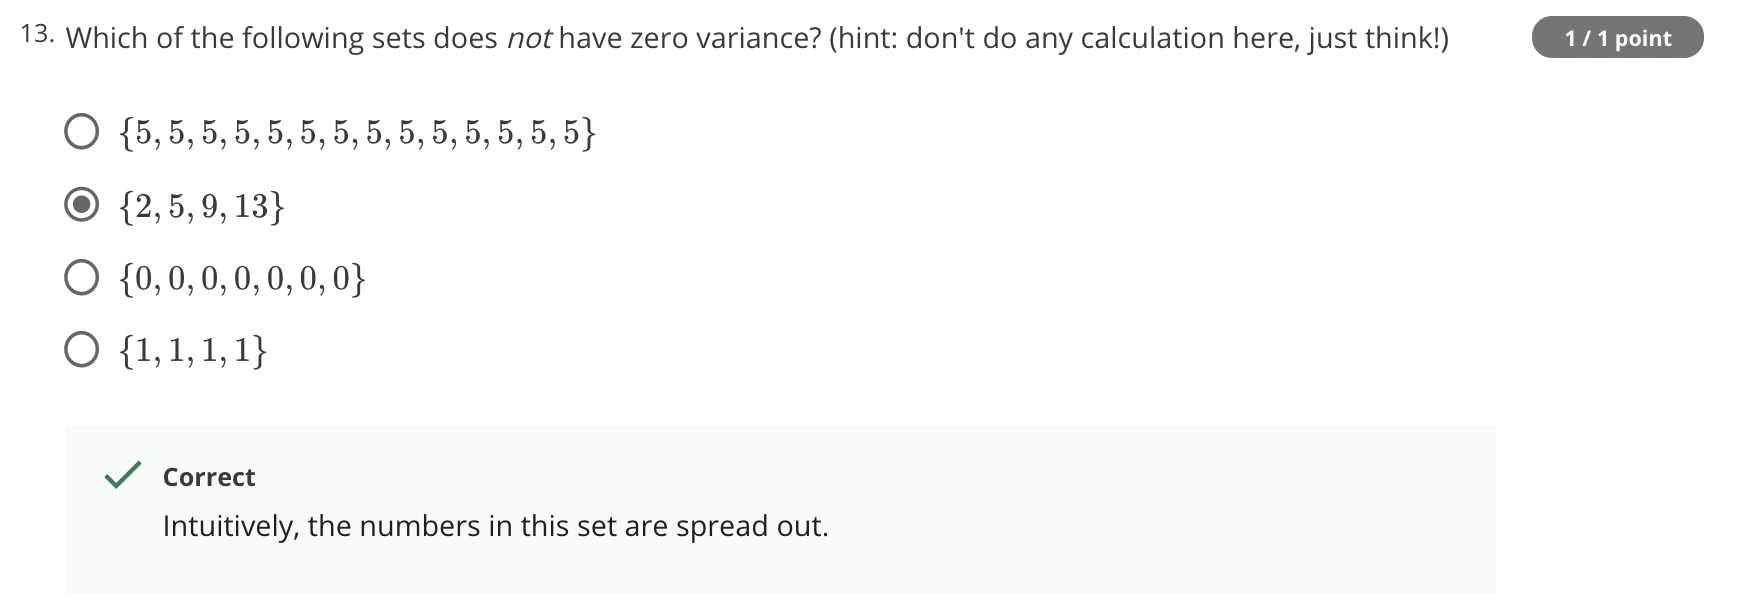 13. Which of the following sets does not have zero variance? (hint: don't do any calculation here, just think!)
1 / 1 point
{5, 5, 5, 5, 5, 5, 5, 5, 5, 5, 5, 5, 5, 5}
{2, 5, 9, 13}
{0, 0, 0, 0, 0, 0, 0}
{1, 1, 1, 1}
Correct
Intuitively, the numbers in this set are spread out.